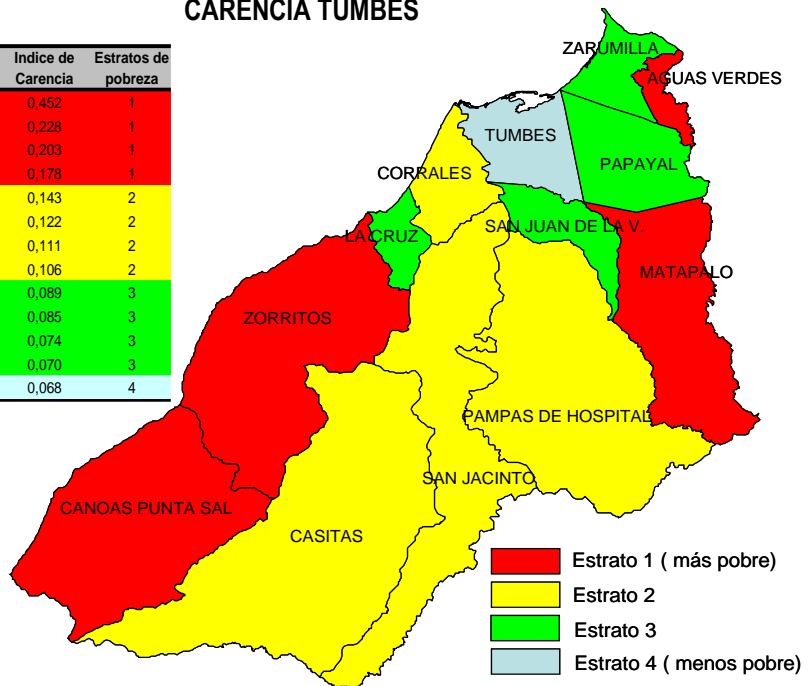 CARENCIA TUMBES
Indice de Carencia Estratos de pobreza
0,452 1
0,228 1
0,203 1
0,178 1
0,143 2
0,122 2
0,111 2
0,106 2
0,089 3
0,085 3
0,074 3
0,070 3
0,068 4
ZARUMILLA
AGUAS VERDES
TUMBES
PAPAYAL
CORRALES
LA CRUZ
SAN JUAN DE LA V.
MATAPALO
ZORRITOS
PAMPAS DE HOSPITAL
SAN JACINTO
CANOAS PUNTA SAL
CASITAS
Estrato 1 ( más pobre)
Estrato 2
Estrato 3
Estrato 4 ( menos pobre)